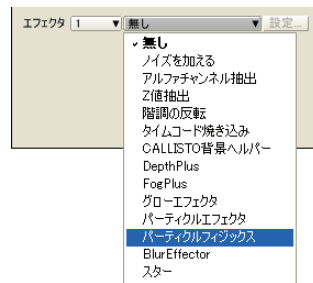 エフェクタ 1 ▼ 無し ▼ 設定...
✓ 無し
ノイズを加える
アルファチャンネル抽出
Z値抽出
階調の反転
タイムコード焼き込み
CALLISTO背景ヘルパー
DepthPlus
FogPlus
グローエフェクタ
パーティクルエフェクタ
パーティクルフィジックス
BlurEffector
スター